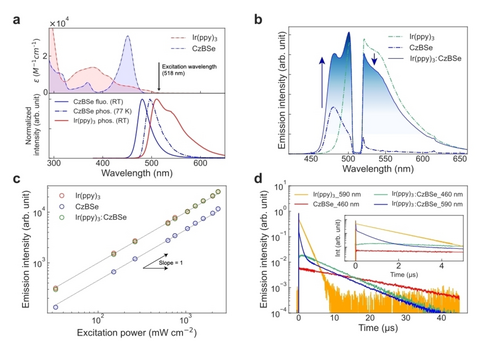 a
×10⁴
Ir(ppy)₃
CzBSe
ε (M⁻¹cm⁻¹)
4
2
0
Excitation wavelength
(518 nm)
Normalized
intensity (arb. unit)
CzBSe fluo. (RT)
CzBSe phos. (77 K)
Ir(ppy)₃ phos. (RT)
300
400
500
600
Wavelength (nm)
b
Emission intensity (arb. unit)
Ir(ppy)₃
CzBSe
Ir(ppy)₃:CzBSe
450
500
550
600
650
Wavelength (nm)
c
Emission intensity (arb. unit)
10⁴
10³
Ir(ppy)₃
CzBSe
Ir(ppy)₃:CzBSe
Slope = 1
10²
10³
Excitation power (mW cm⁻²)
d
Emission intensity (arb. unit)
10⁰
10⁻¹
10⁻²
10⁻³
10⁻⁴
Ir(ppy)₃_590 nm
CzBSe_460 nm
Ir(ppy)₃:CzBSe_460 nm
Ir(ppy)₃:CzBSe_590 nm
Int (arb. unit)
0
2
4
Time (μs)
0
10
20
30
40
Time (μs)